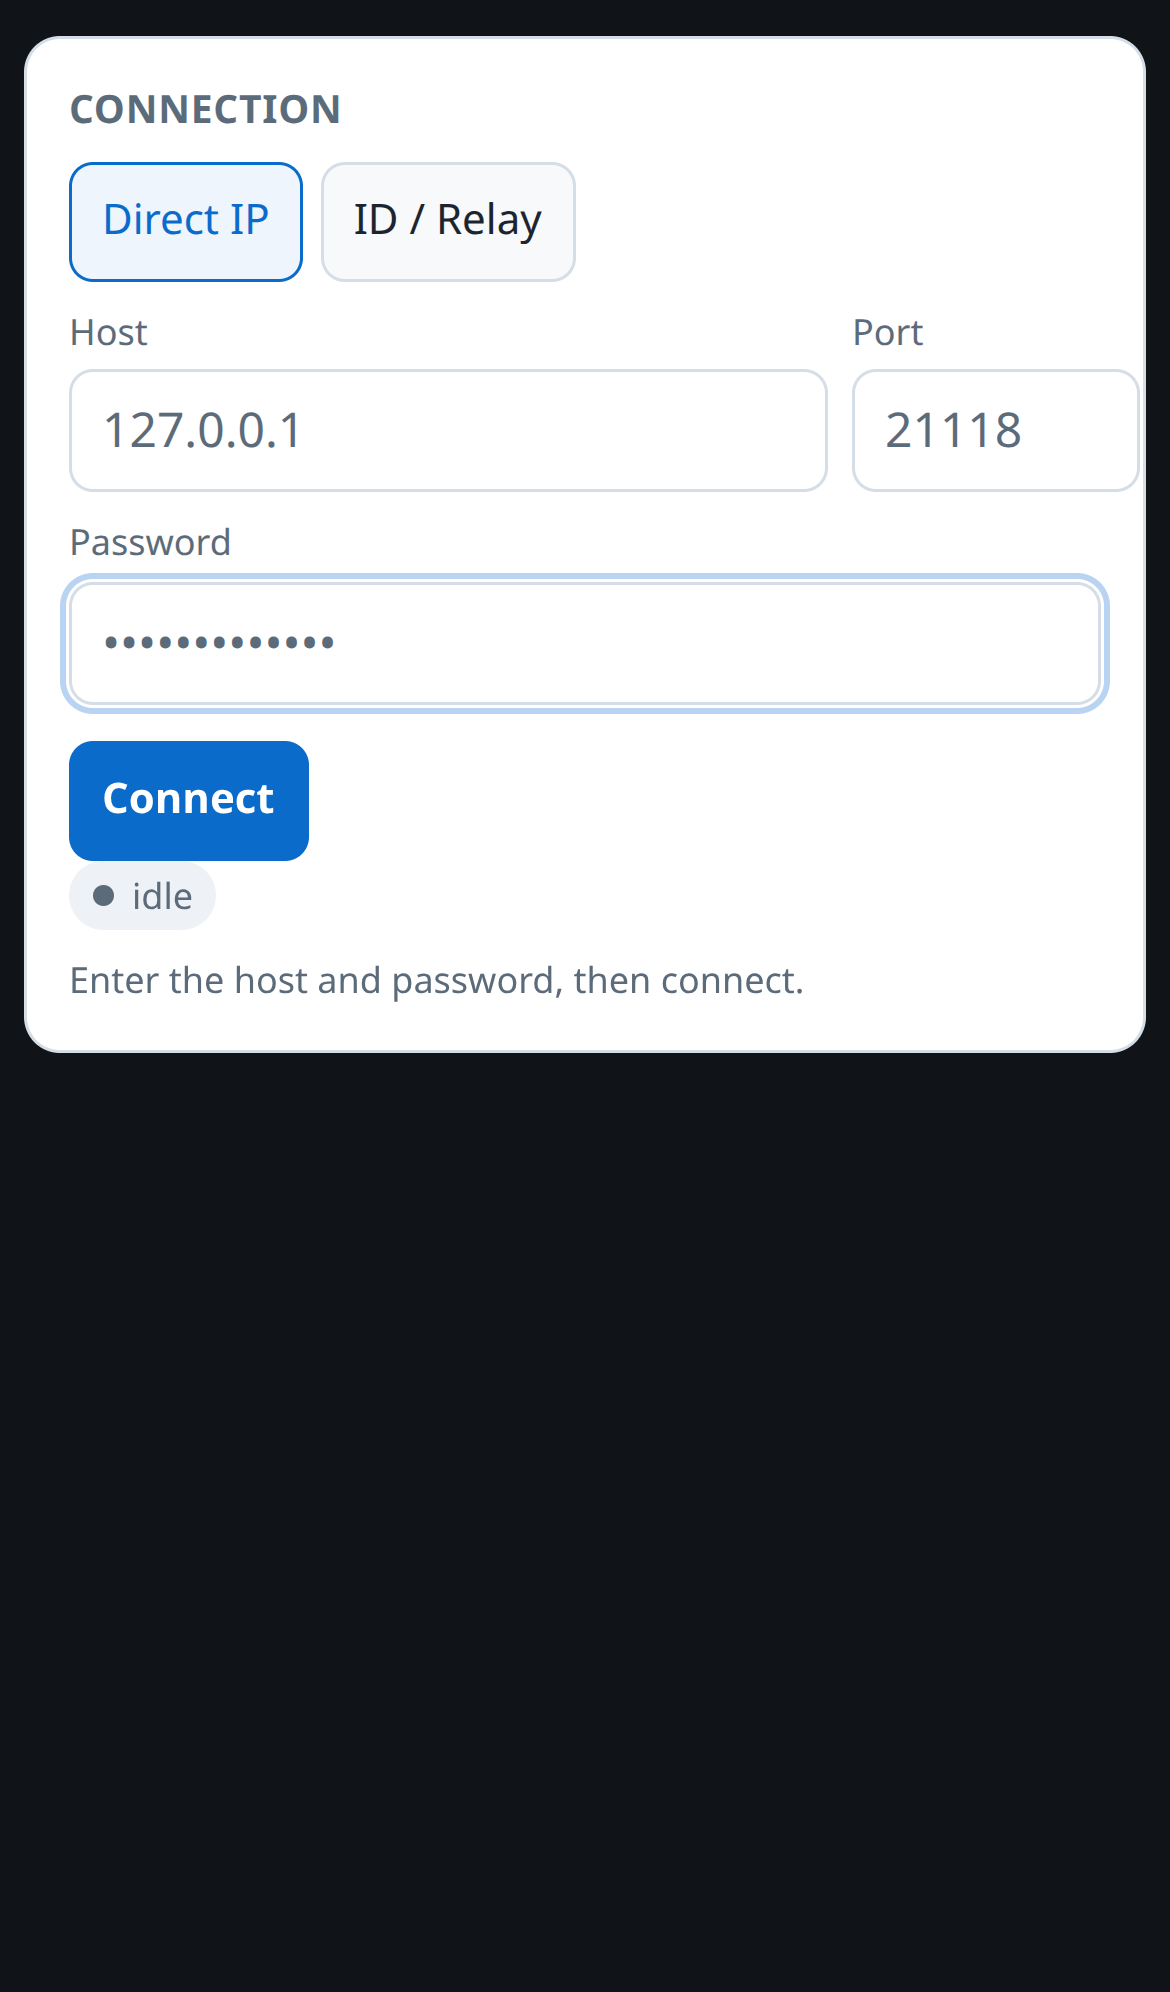 CONNECTION
Direct IP ID / Relay
Host Port
127.0.0.1 21118
Password
•••••••••••••
Connect
idle
Enter the host and password, then connect.